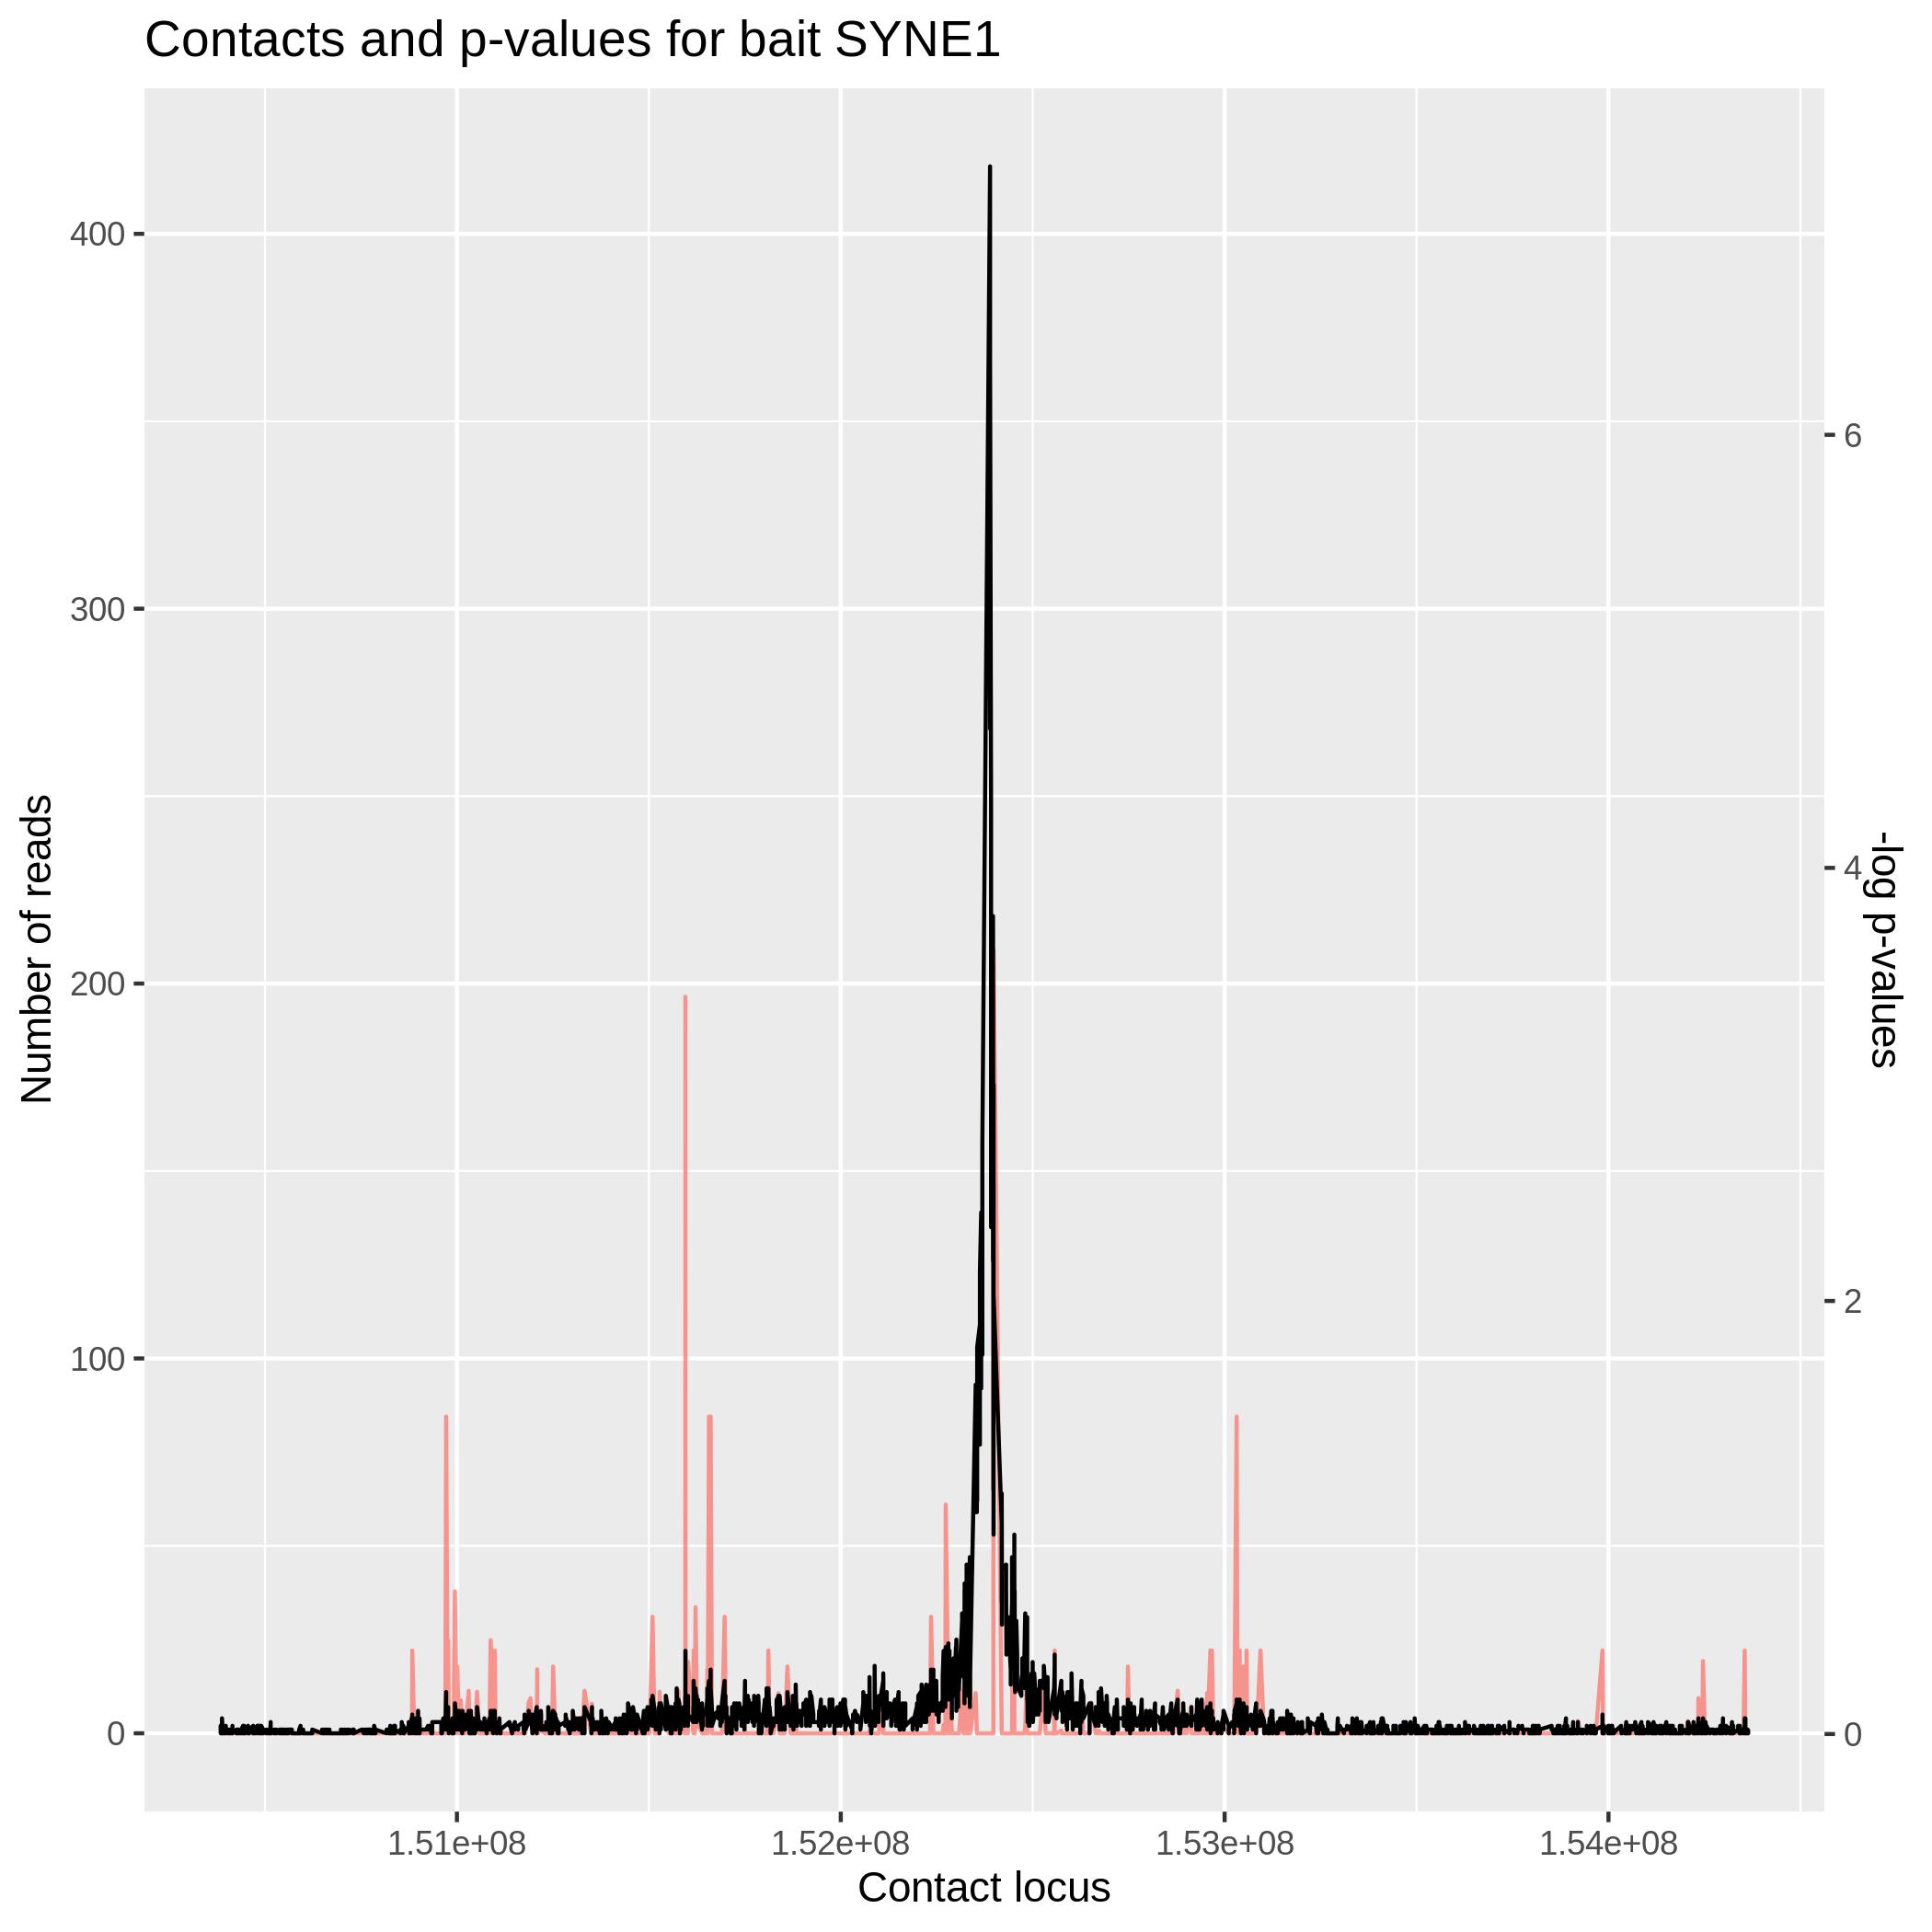 Contacts and p-values for bait SYNE1
400
300
200
100
0
Number of reads
6
4
2
0
-log p-values
1.51e+08
1.52e+08
1.53e+08
1.54e+08
Contact locus